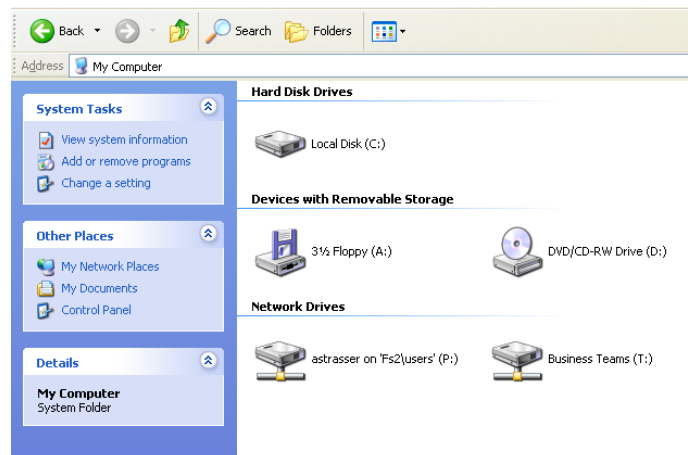 Back
Search
Folders
Address
My Computer
System Tasks
View system information
Add or remove programs
Change a setting
Other Places
My Network Places
My Documents
Control Panel
Details
My Computer
System Folder
Hard Disk Drives
Local Disk (C:)
Devices with Removable Storage
3½ Floppy (A:)
DVD/CD-RW Drive (D:)
Network Drives
astrasser on 'Fs2\users' (P:)
Business Teams (T:)